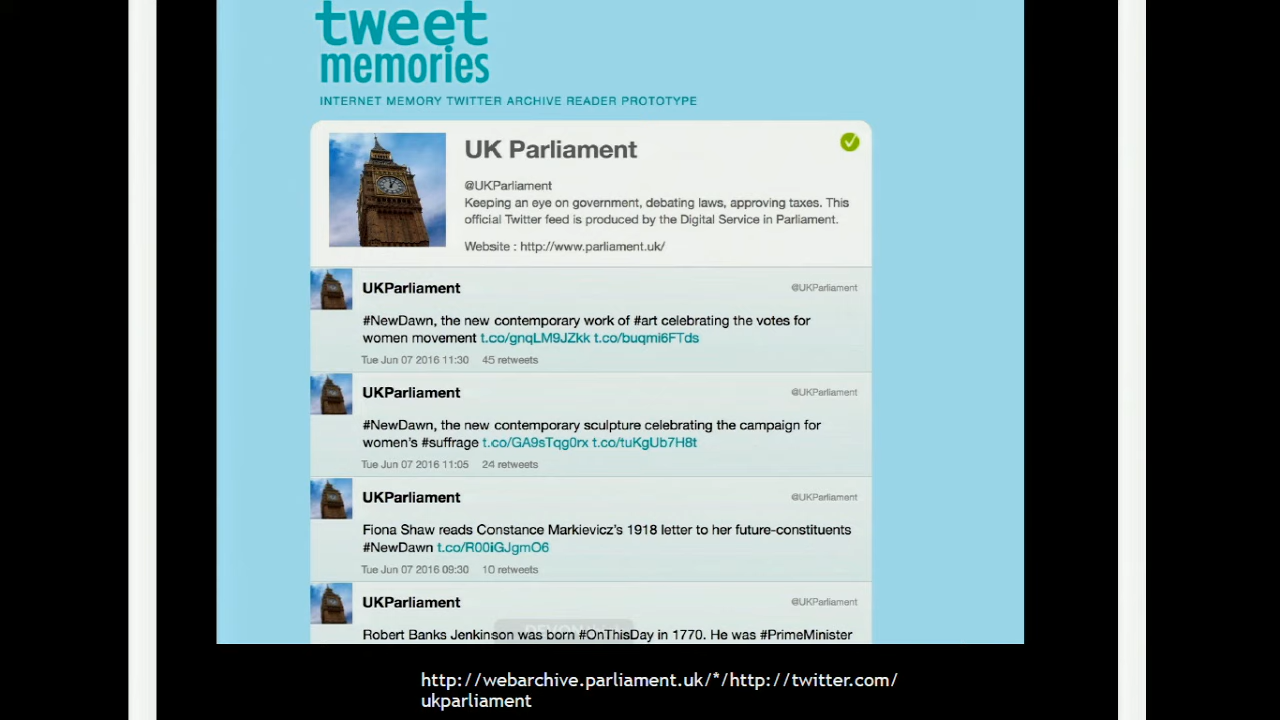 tweet
memories
INTERNET MEMORY TWITTER ARCHIVE READER PROTOTYPE
UK Parliament
@UKParliament
Keeping an eye on government, debating laws, approving taxes. This
official Twitter feed is produced by the Digital Service in Parliament.
Website : http://www.parliament.uk/
UKParliament @UKParliament
#NewDawn, the new contemporary work of #art celebrating the votes for
women movement t.co/gnqLM9JZkk t.co/buqmi6FTds
Tue Jun 07 2016 11:30 45 retweets
UKParliament @UKParliament
#NewDawn, the new contemporary sculpture celebrating the campaign for
women's #suffrage t.co/GA9sTqg0rx t.co/tuKgUb7H8t
Tue Jun 07 2016 11:05 24 retweets
UKParliament @UKParliament
Fiona Shaw reads Constance Markievicz's 1918 letter to her future-constituents
#NewDawn t.co/R00iGJgmO6
Tue Jun 07 2016 09:30 10 retweets
UKParliament @UKParliament
Robert Banks Jenkinson was born #OnThisDay in 1770. He was #PrimeMinister
http://webarchive.parliament.uk/*/http://twitter.com/
ukparliament